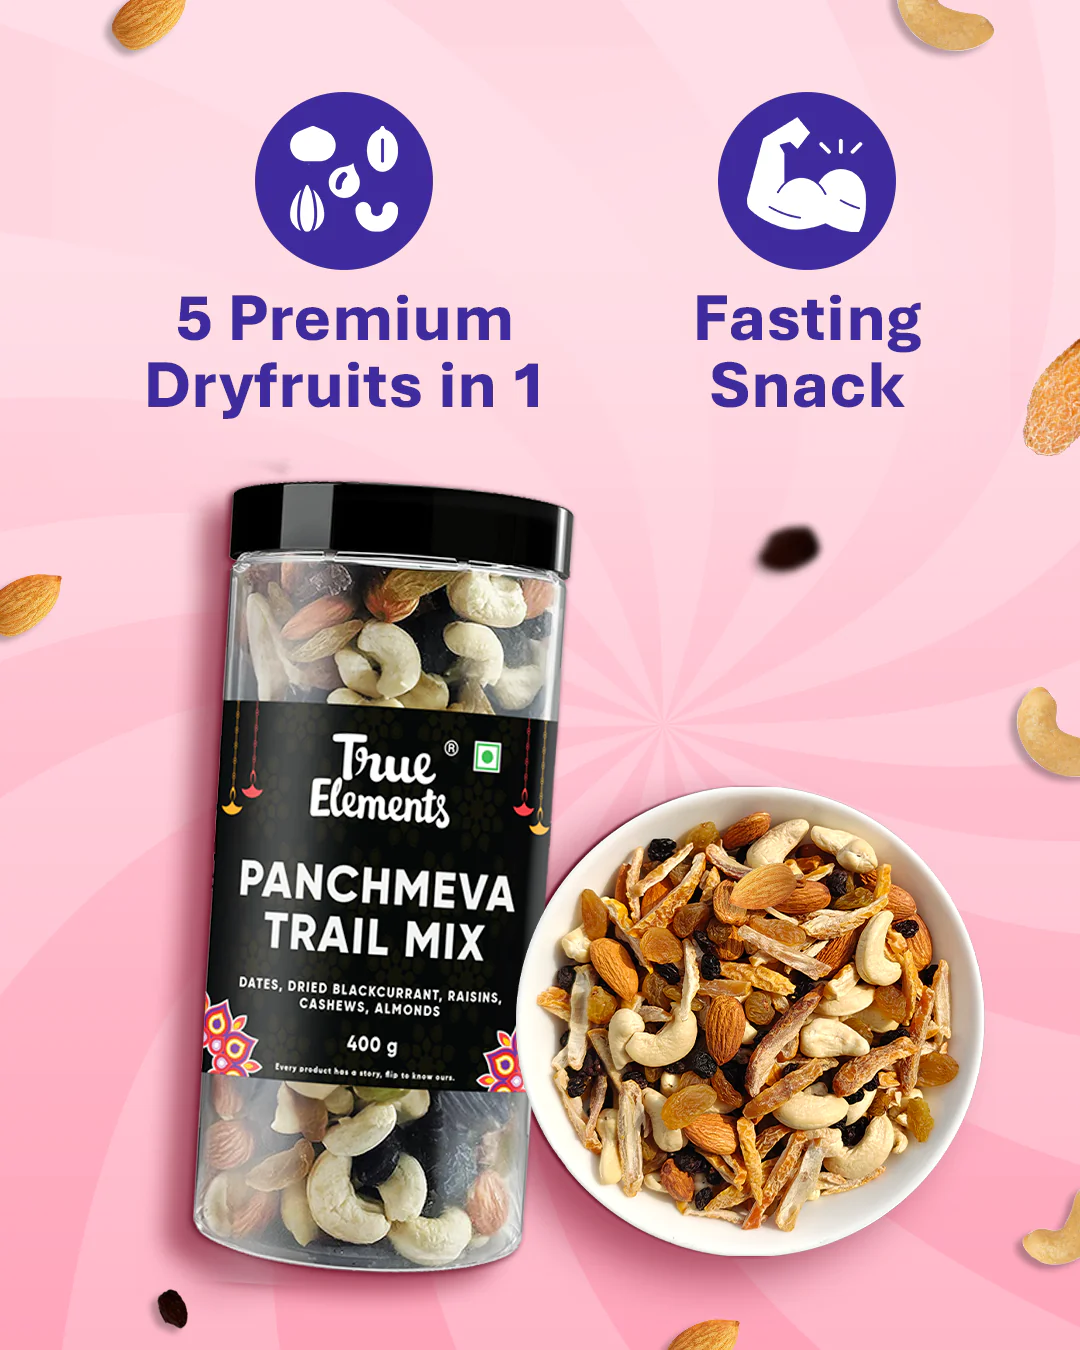 5 Premium
Dryfruits in 1
Fasting
Snack
True ®
Elements
PANCHMEVA
TRAIL MIX
DATES, DRIED BLACKCURRANT, RAISINS,
CASHEWS, ALMONDS
400 g
Every product has a story, flip to know ours.